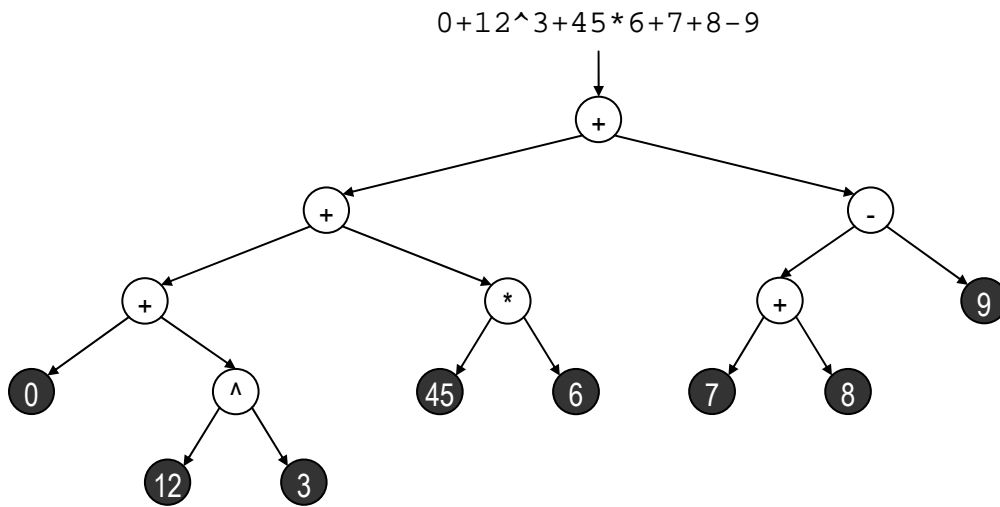 0+12^3+45*6+7+8-9
+
+ -
+ * + 9
0 ^ 45 6 7 8
12 3